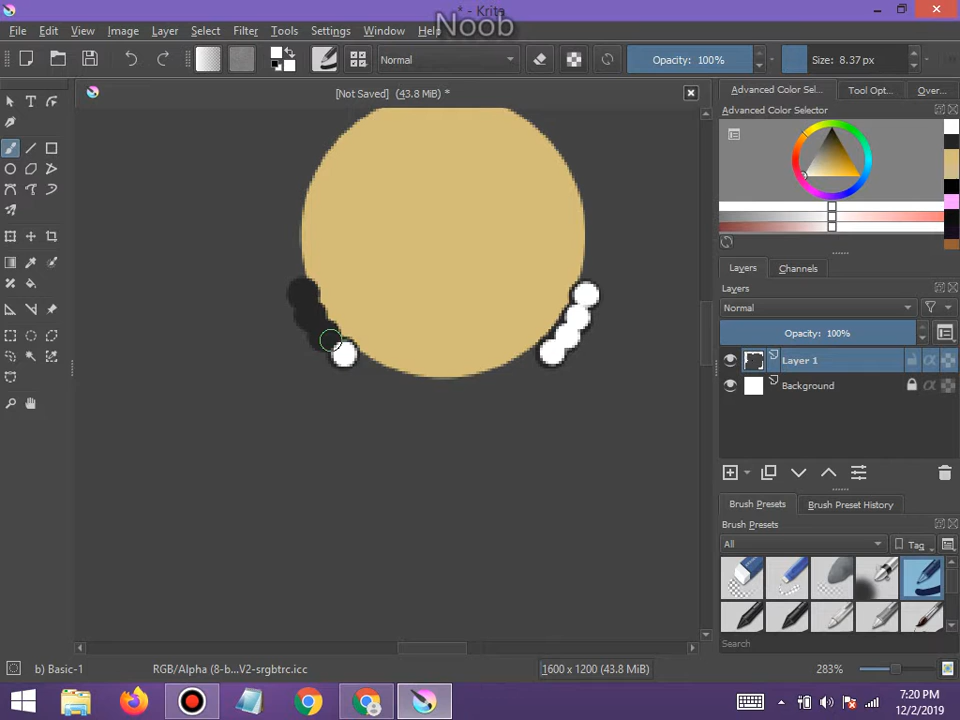 * - Krita
Noob
File Edit View Image Layer Select Filter Tools Settings Window Help
Normal
Opacity: 100%
Size: 8.37 px
[Not Saved] (43.8 MiB) *
Advanced Color Sel...
Tool Opt...
Over...
Advanced Color Selector
Layers
Channels
Layers
Normal
Opacity: 100%
Layer 1
Background
Brush Presets
Brush Preset History
Brush Presets
All
Tag
Search
b) Basic-1
RGB/Alpha (8-b...V2-srgbtrc.icc
1600 x 1200 (43.8 MiB)
283%
7:20 PM
12/2/2019